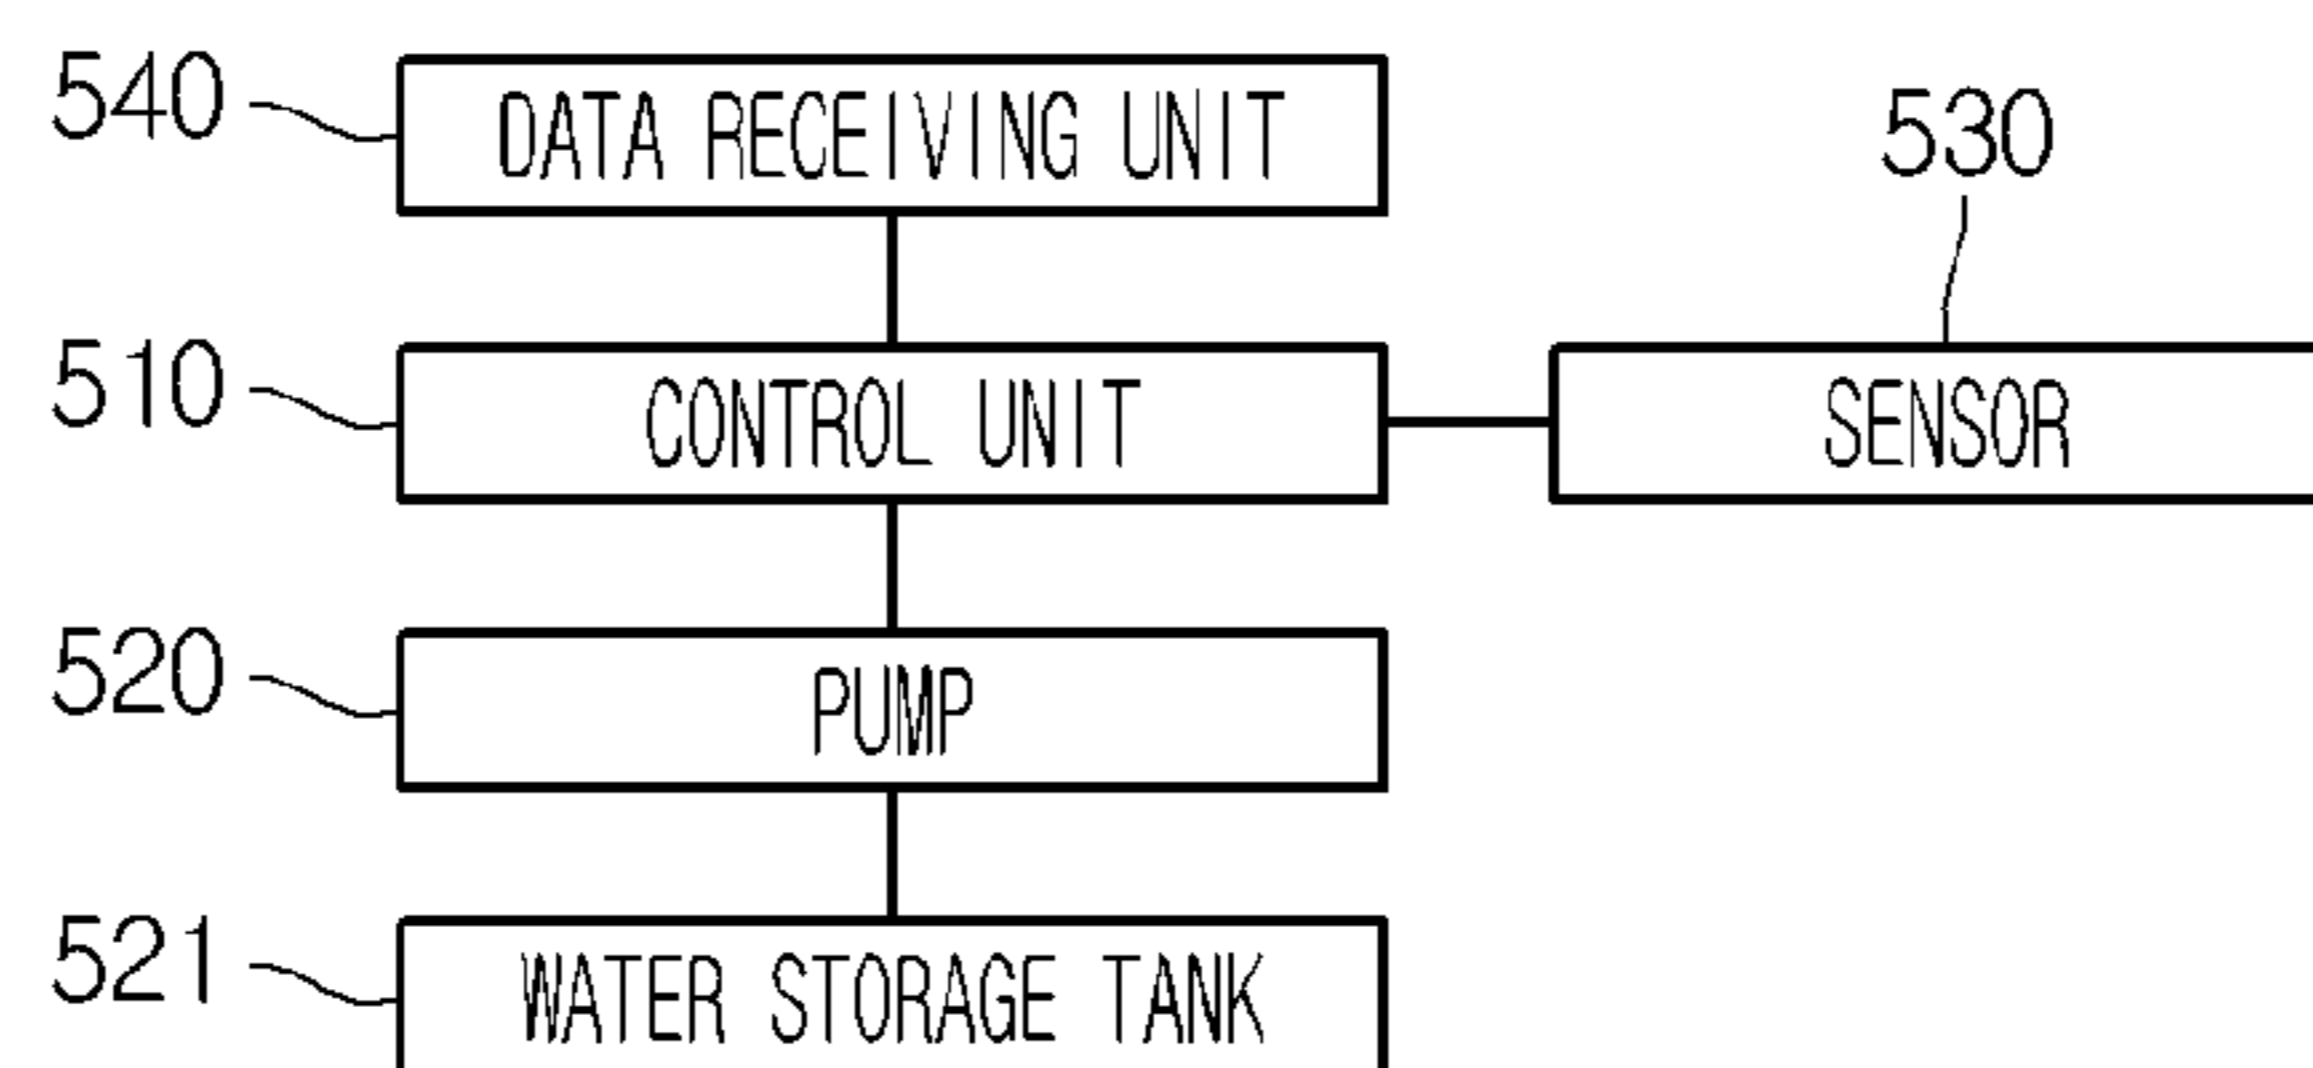 540 DATA RECEIVING UNIT
530
510 CONTROL UNIT SENSOR
520 PUMP
521 WATER STORAGE TANK